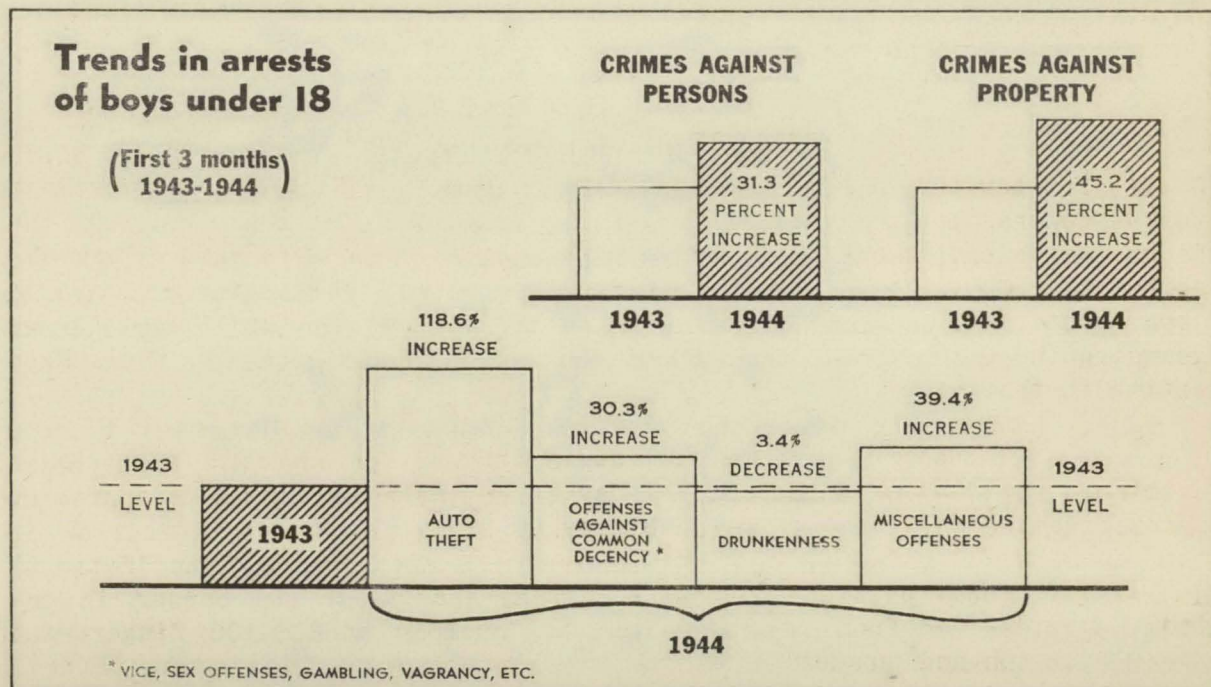 Trends in arrests
of boys under 18
(First 3 months
1943-1944)
CRIMES AGAINST
PERSONS
31.3
PERCENT
INCREASE
1943 1944
CRIMES AGAINST
PROPERTY
45.2
PERCENT
INCREASE
1943 1944
1943
LEVEL
1943
118.6%
INCREASE
AUTO
THEFT
30.3%
INCREASE
OFFENSES
AGAINST
COMMON
DECENCY *
3.4%
DECREASE
DRUNKENNESS
39.4%
INCREASE
MISCELLANEOUS
OFFENSES
1943
LEVEL
1944
* VICE, SEX OFFENSES, GAMBLING, VAGRANCY, ETC.